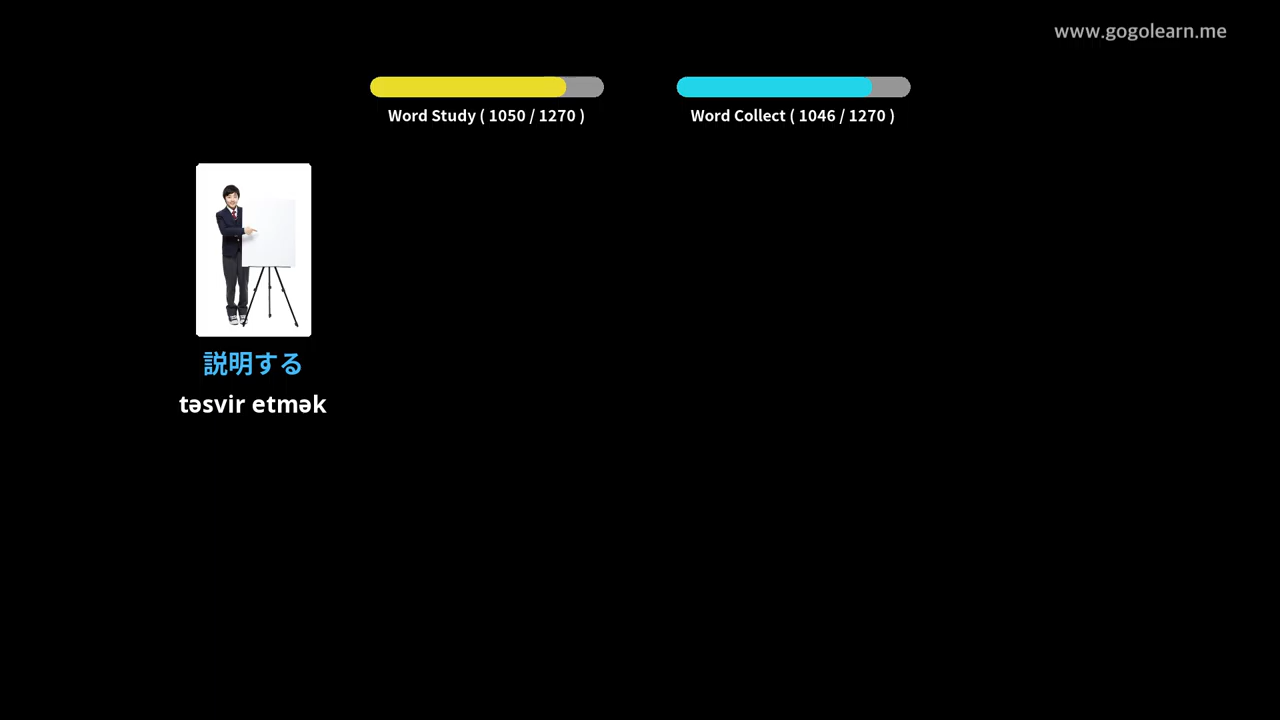 www.gogolearn.me
Word Study ( 1050 / 1270 )
Word Collect ( 1046 / 1270 )
説明する
təsvir etmək